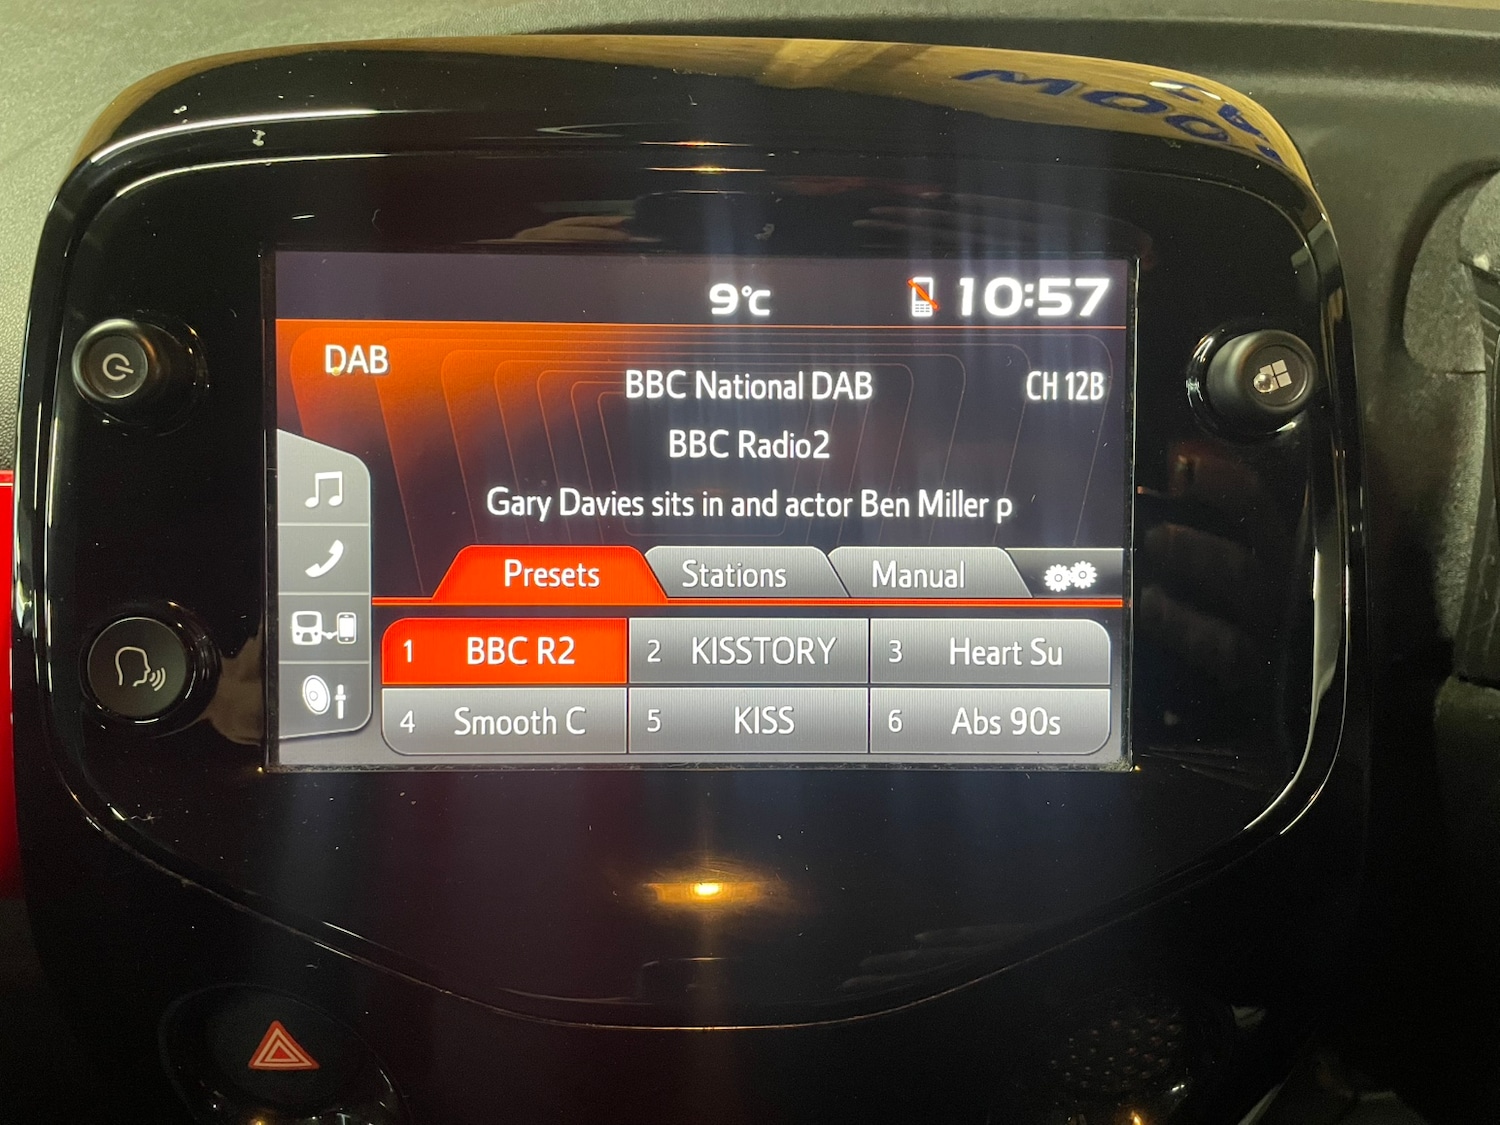 9°C 10:57
DAB
BBC National DAB CH 12B
BBC Radio2
Gary Davies sits in and actor Ben Miller p
Presets Stations Manual
1 BBC R2 2 KISSTORY 3 Heart Su
4 Smooth C 5 KISS 6 Abs 90s